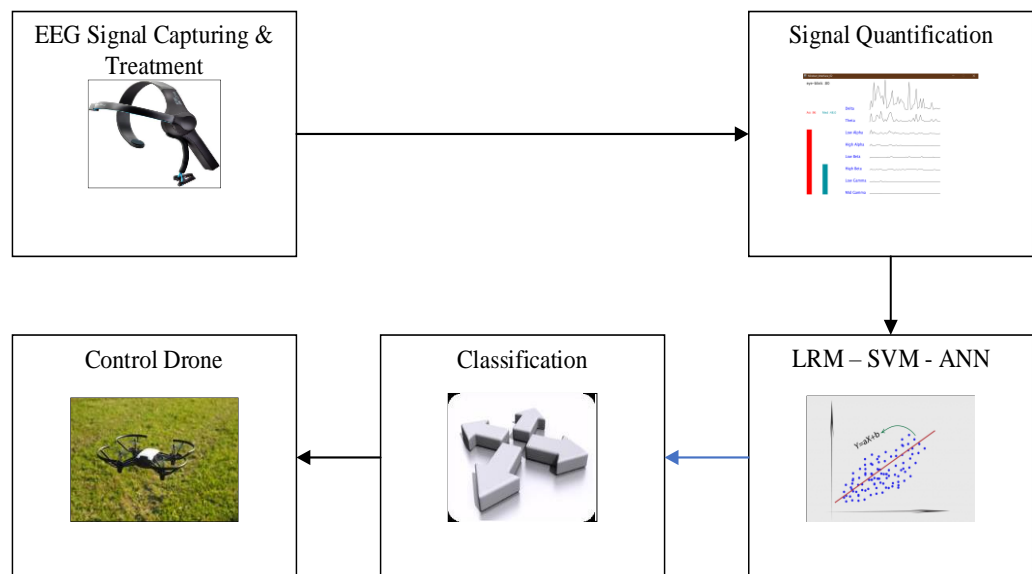 EEG Signal Capturing &
Treatment
Signal Quantification
Delta
Theta
Low Alpha
High Alpha
Low Beta
High Beta
Low Gamma
Mid Gamma
Control Drone
Classification
LRM – SVM - ANN
Y=aX+b